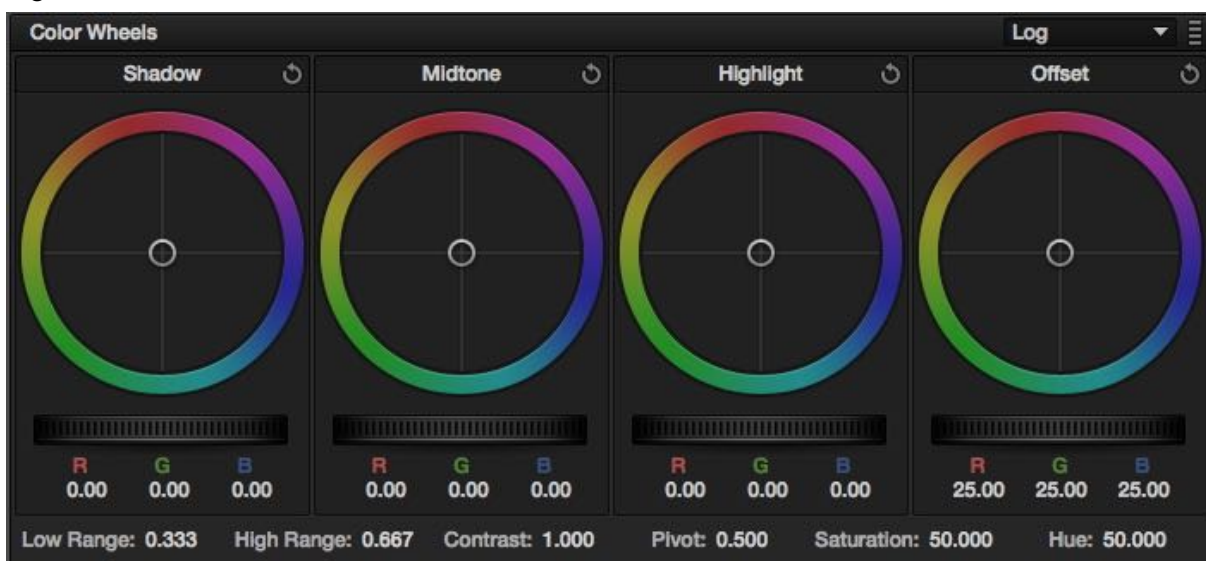 Color Wheels Log
Shadow Midtone Highlight Offset
R G B R G B R G B R G B
0.00 0.00 0.00 0.00 0.00 0.00 0.00 0.00 0.00 25.00 25.00 25.00
Low Range: 0.333 High Range: 0.667 Contrast: 1.000 Pivot: 0.500 Saturation: 50.000 Hue: 50.000